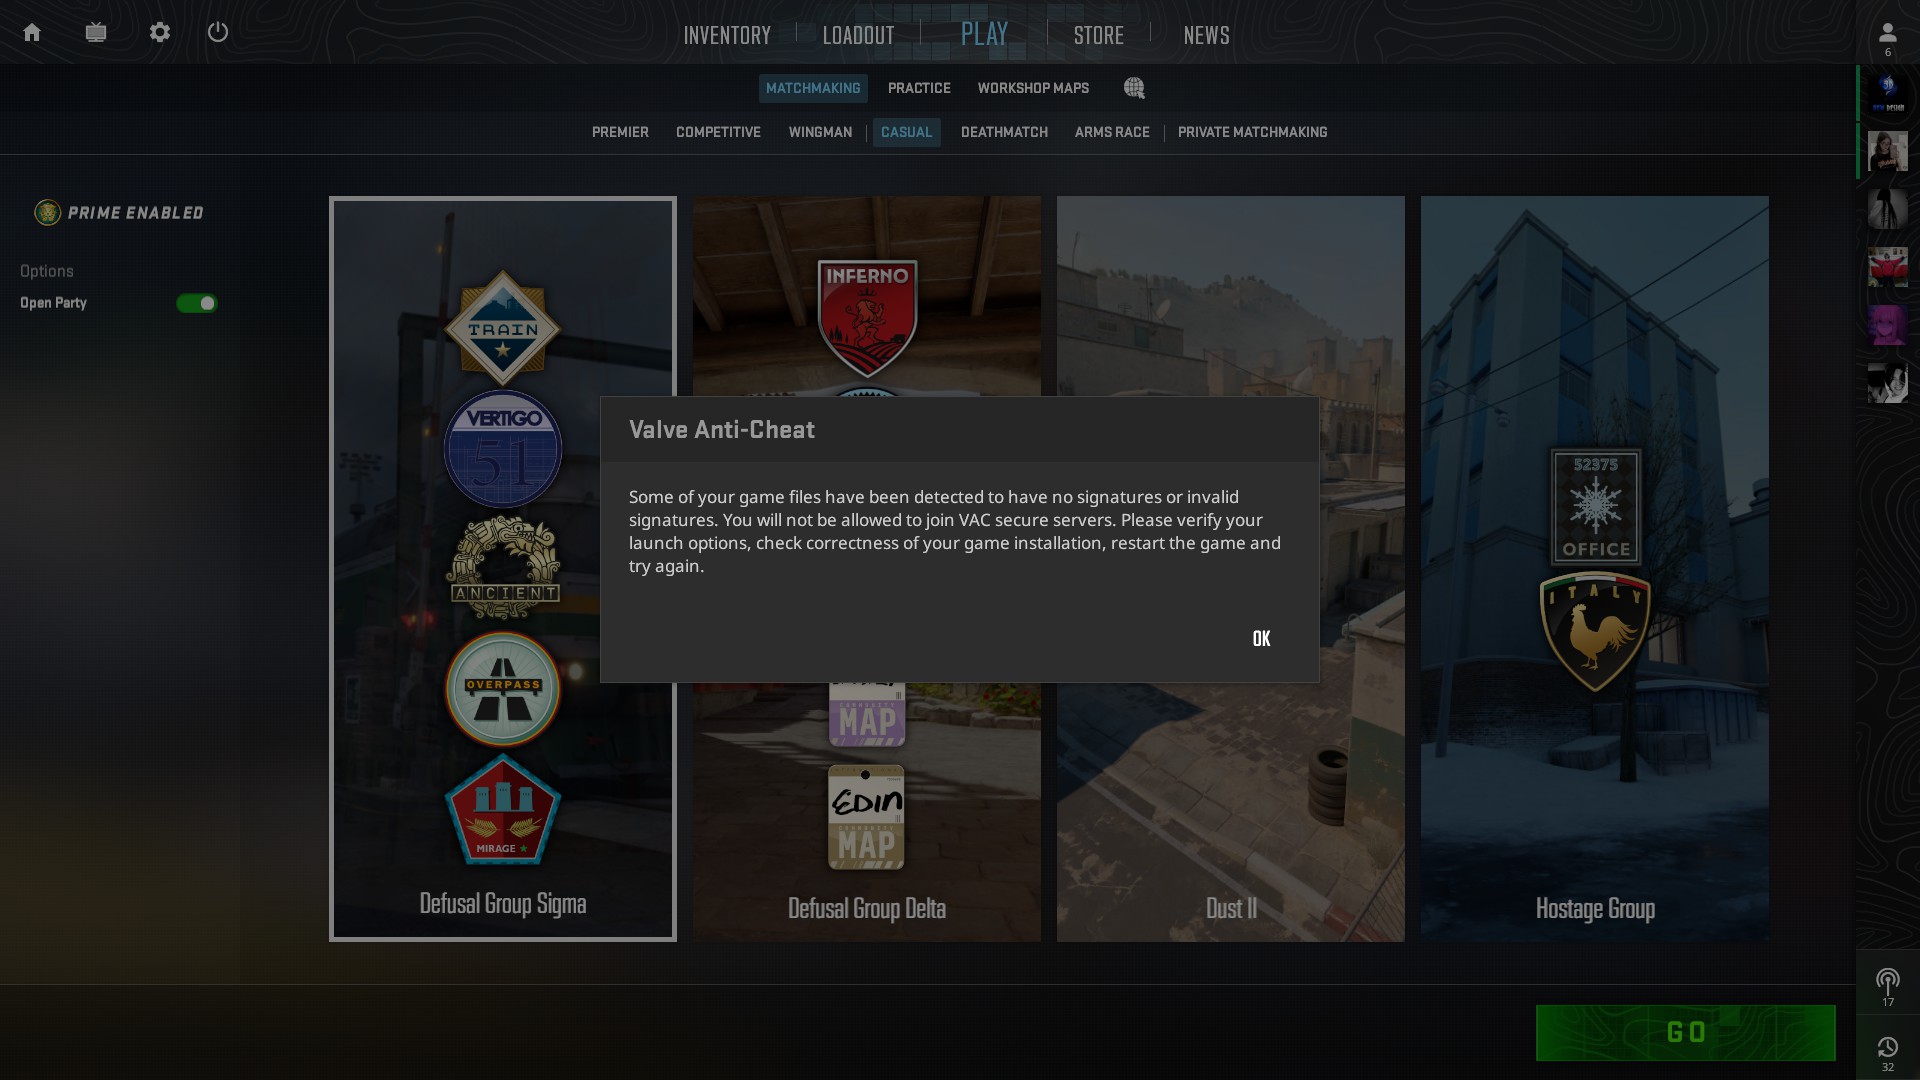 INVENTORY
LOADOUT
PLAY
STORE
NEWS
6
MATCHMAKING
PRACTICE
WORKSHOP MAPS
PREMIER
COMPETITIVE
WINGMAN
CASUAL
DEATHMATCH
ARMS RACE
PRIVATE MATCHMAKING
PRIME ENABLED
Options
Open Party
TRAIN
VERTIGO
51
ANCIENT
OVERPASS
MIRAGE
Defusal Group Sigma
INFERNO
MAP
EDIN
COMMUNITY
MAP
Defusal Group Delta
Dust II
52375
OFFICE
ITALY
Hostage Group
Valve Anti-Cheat
Some of your game files have been detected to have no signatures or invalid
signatures. You will not be allowed to join VAC secure servers. Please verify your
launch options, check correctness of your game installation, restart the game and
try again.
OK
GO
17
32